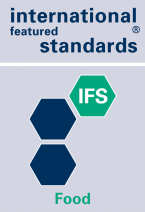 international
featured ®
standards
IFS
Food